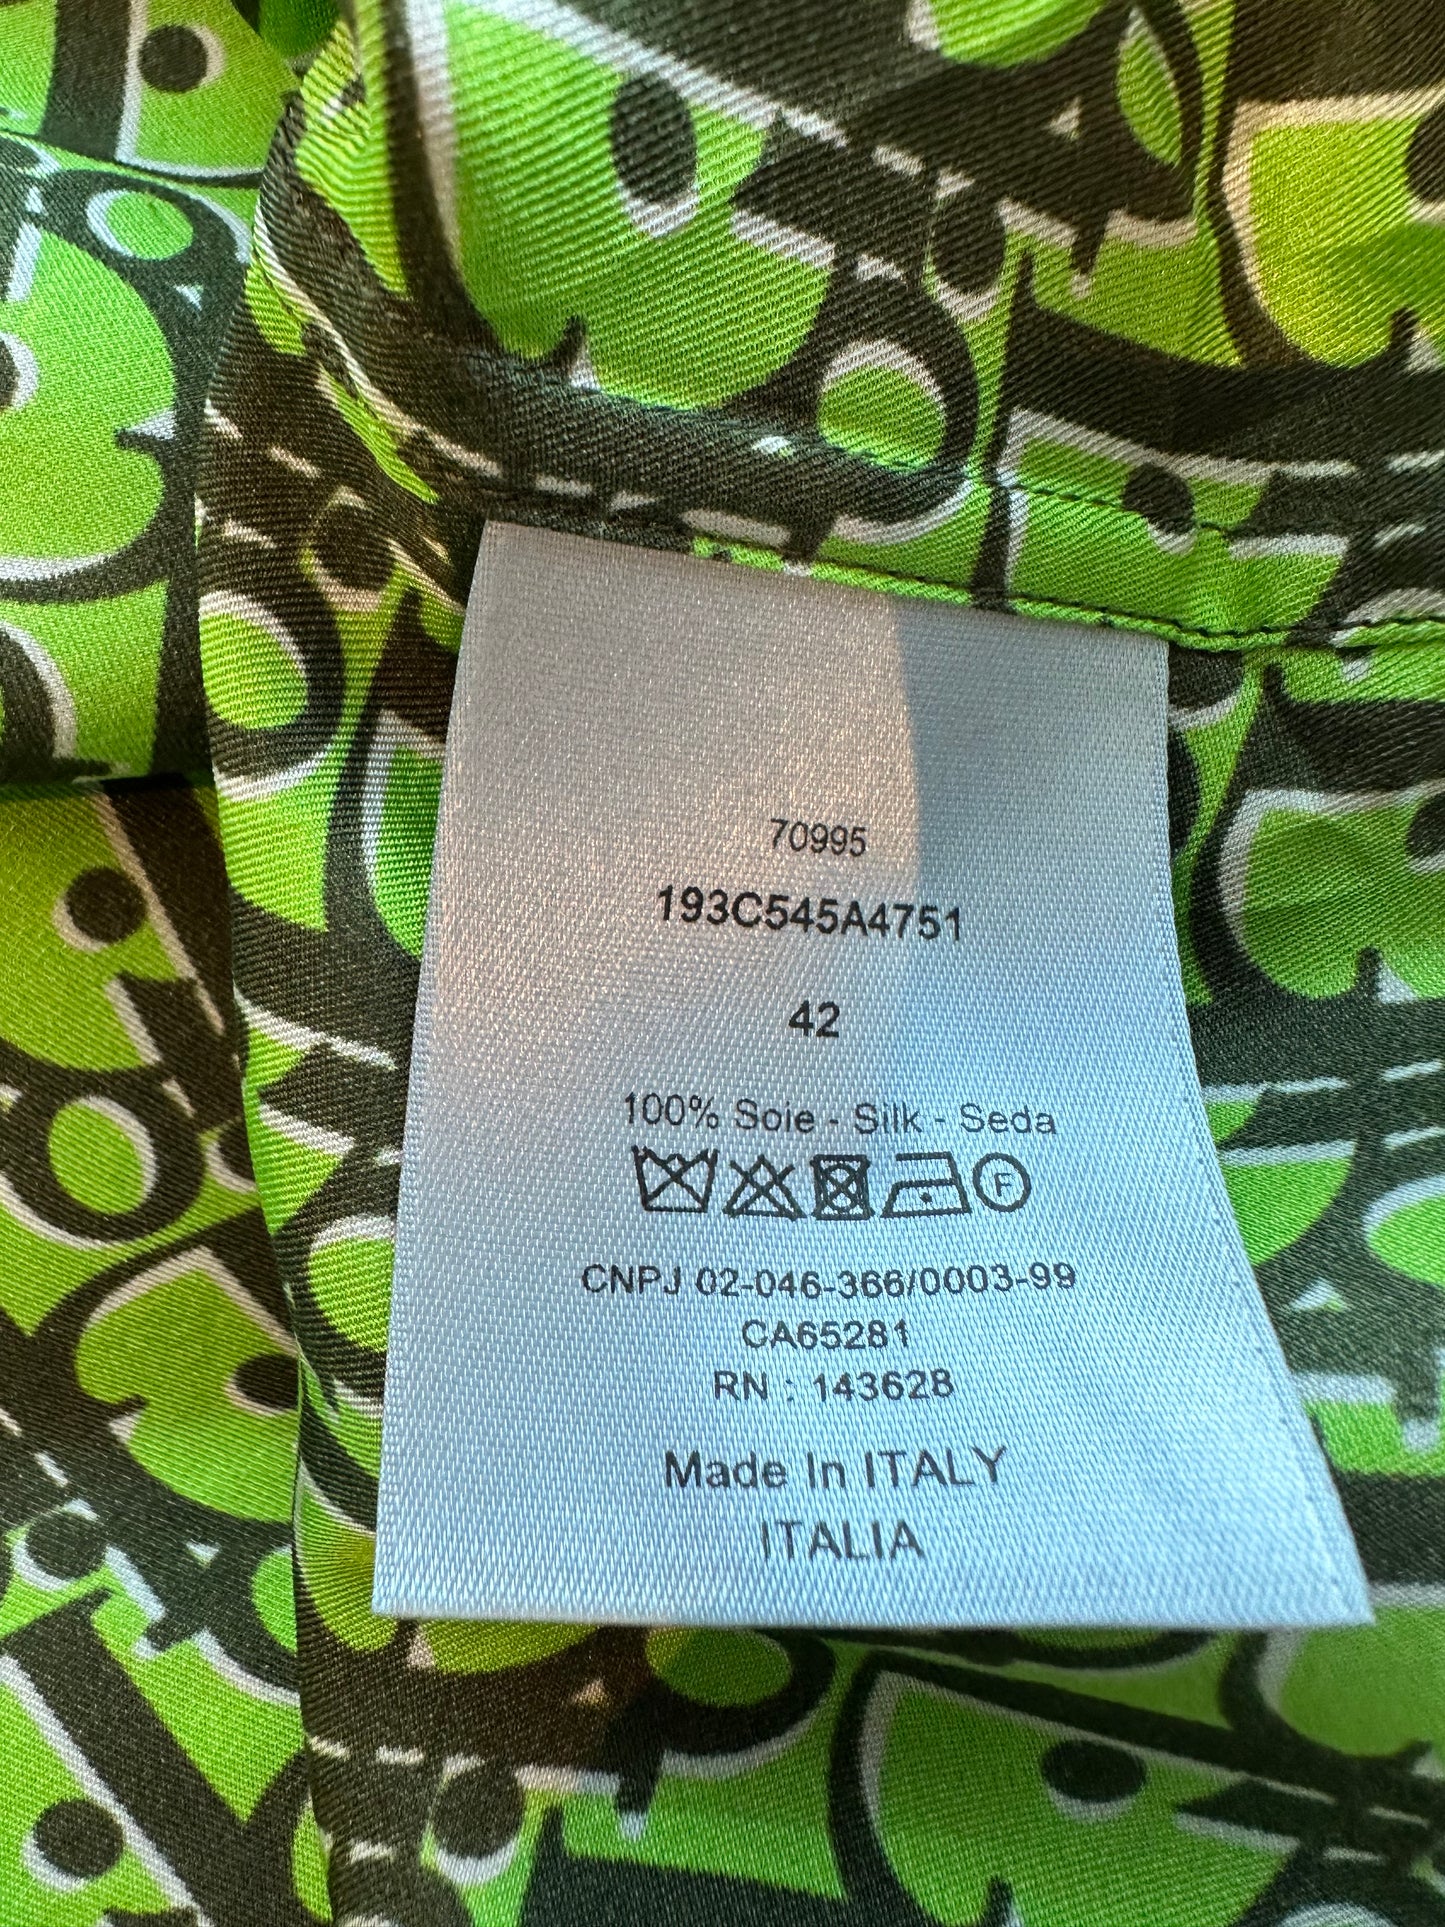 70995
193C545A4751
42
100% Soie - Silk - Seda
F
CNPJ 02-046-366/0003-99
CA65281
RN : 143628
Made In ITALY
ITALIA